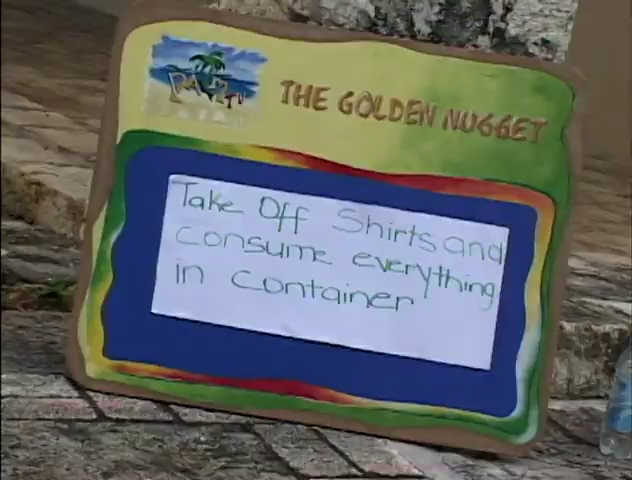 THE GOLDEN NUGGET
Take Off Shirts and
consume everything
in Container